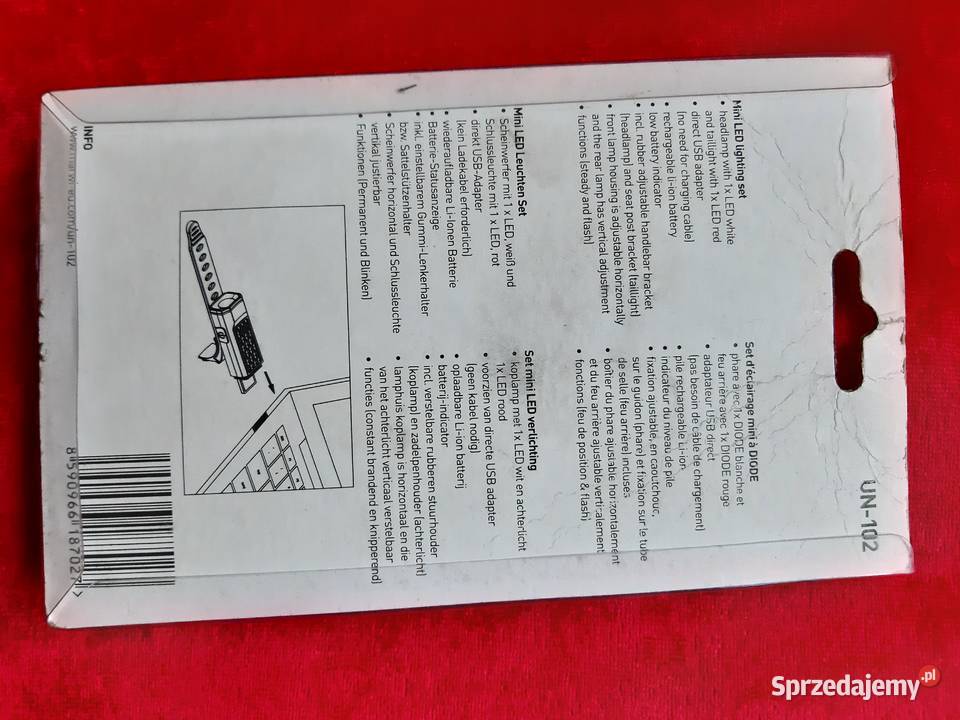 UN-102
Mini LED lighting set
• headlamp with 1x LED white
and taillight with 1x LED red
• direct USB adapter
(no need for charging cable)
• rechargeable Li-ion battery
• low battery indicator
• incl. rubber adjustable handlebar bracket
(headlamp) and seat post bracket (taillight)
• front lamp housing is adjustable horizontally
and the rear lamp has vertical adjustment
• functions (steady and flash)
Set d'éclairage mini à DIODE
• phare avec 1x DIODE blanche et
feu arrière avec 1x DIODE rouge
• adaptateur USB direct
(pas besoin de câble de chargement)
• pile rechargeable Li-ion
• indicateur du niveau de pile
• fixation ajustable, en caoutchouc,
sur le guidon (phare) et fixation sur le tube
de selle (feu arrière) incluses
• boîtier du phare ajustable horizontalement
et du feu arrière ajustable verticalement
• fonctions (feu de position & flash)
Mini LED Leuchten Set
• Scheinwerfer mit 1 x LED, weiß und
Schlussleuchte mit 1 x LED, rot
• direkt USB-Adapter
(kein Ladekabel erforderlich)
• wiederaufladbare Li-Ionen Batterie
• Batterie-Statusanzeige
• inkl. einstellbarem Gummi-Lenkerhalter
bzw. Sattelstützenhalter
• Scheinwerfer horizontal und Schlussleuchte
vertikal justierbar
• Funktionen (Permanent und Blinken)
Set mini LED verlichting
• koplamp met 1x LED wit en achterlicht
1x LED rood
• voorzien van directe USB adapter
(geen kabel nodig)
• oplaadbare Li-ion batterij
• batterij-indicator
• incl. verstelbare rubberen stuurhouder
(koplamp) en zadelpenhouder (achterlicht)
• lamphuis koplamp is horizontaal en die
van het achterlicht verticaal verstelbaar
• functies (constant brandend en knipperend)
INFO
8 590966 187027 >
Sprzedajemy.pl